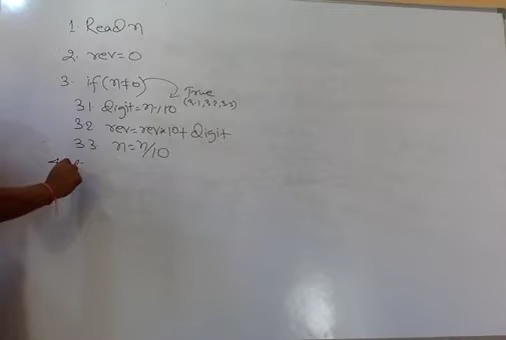 1. Read n
2. rev=0
3. if(n≠0) True
(3.1,3.2,3.3)
3.1 digit=n%10
3.2 rev=rev*10+digit
3.3 n=n/10